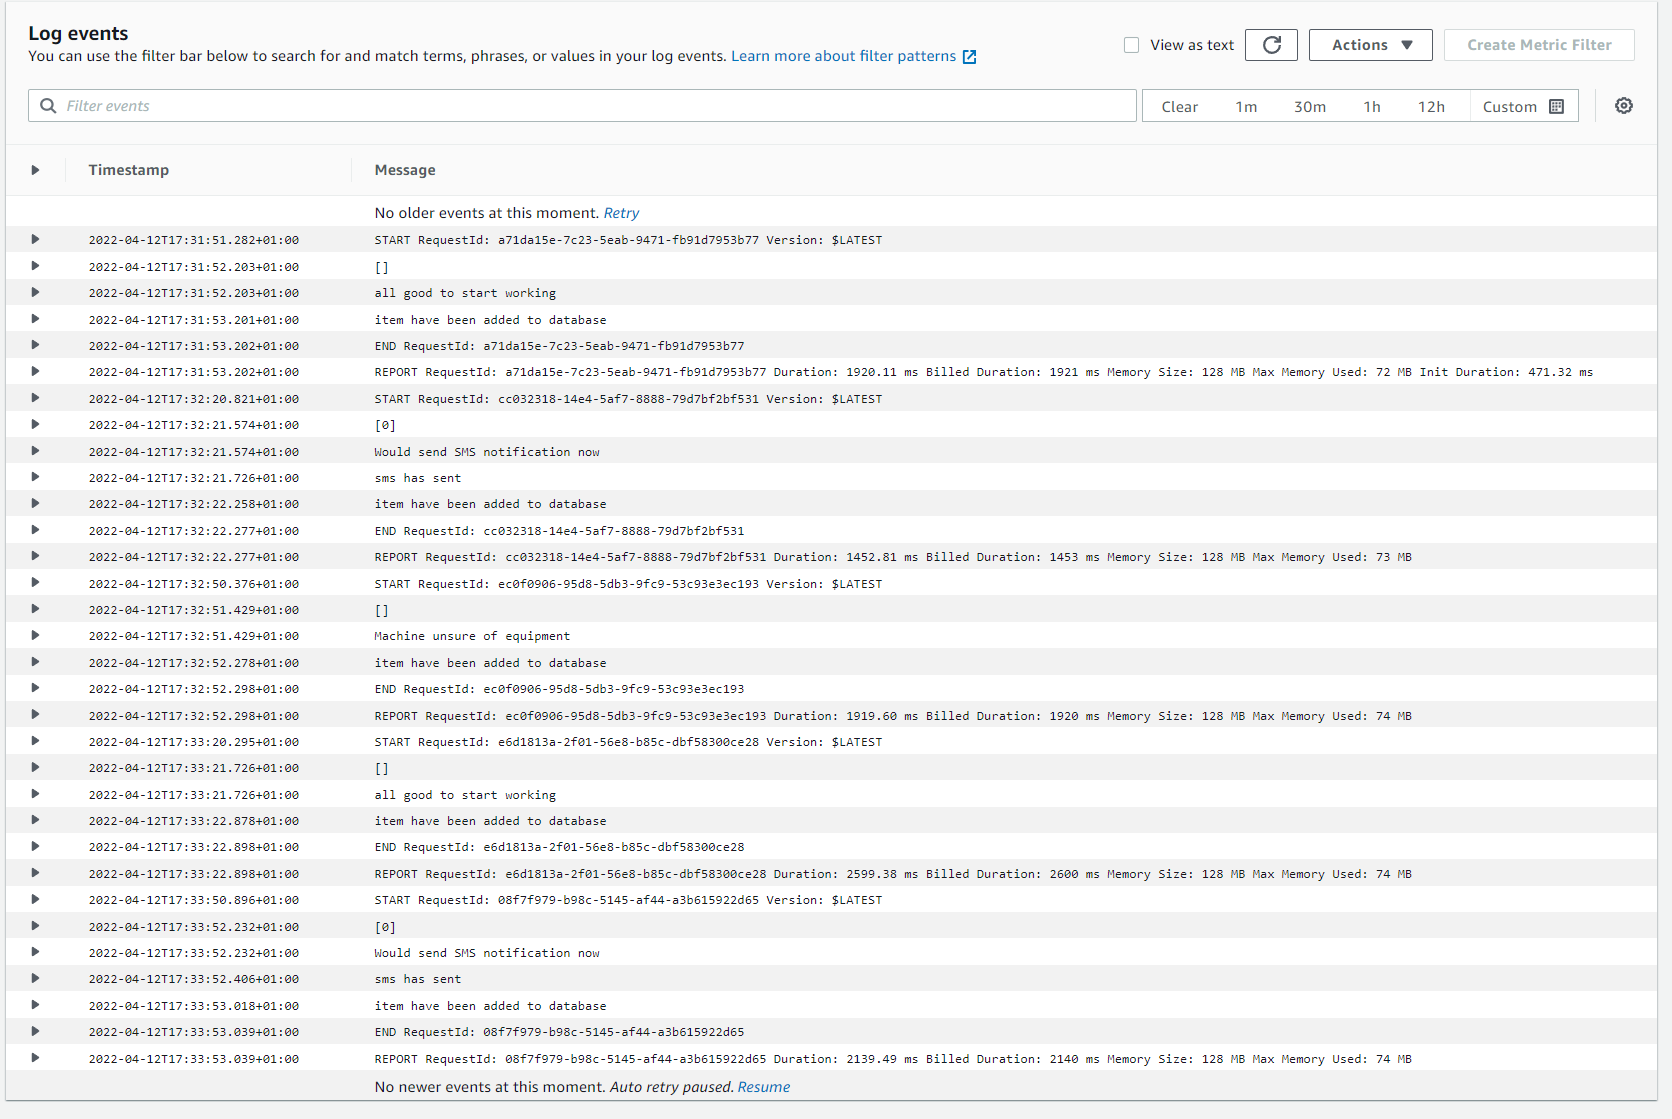 Log events
You can use the filter bar below to search for and match terms, phrases, or values in your log events. Learn more about filter patterns
View as text
Actions
Create Metric Filter
Filter events
Clear 1m 30m 1h 12h Custom
Timestamp Message
No older events at this moment. Retry
2022-04-12T17:31:51.282+01:00 START RequestId: a71da15e-7c23-5eab-9471-fb91d7953b77 Version: $LATEST
2022-04-12T17:31:52.203+01:00 []
2022-04-12T17:31:52.203+01:00 all good to start working
2022-04-12T17:31:53.201+01:00 item have been added to database
2022-04-12T17:31:53.202+01:00 END RequestId: a71da15e-7c23-5eab-9471-fb91d7953b77
2022-04-12T17:31:53.202+01:00 REPORT RequestId: a71da15e-7c23-5eab-9471-fb91d7953b77 Duration: 1920.11 ms Billed Duration: 1921 ms Memory Size: 128 MB Max Memory Used: 72 MB Init Duration: 471.32 ms
2022-04-12T17:32:20.821+01:00 START RequestId: cc032318-14e4-5af7-8888-79d7bf2bf531 Version: $LATEST
2022-04-12T17:32:21.574+01:00 [0]
2022-04-12T17:32:21.574+01:00 Would send SMS notification now
2022-04-12T17:32:21.726+01:00 sms has sent
2022-04-12T17:32:22.258+01:00 item have been added to database
2022-04-12T17:32:22.277+01:00 END RequestId: cc032318-14e4-5af7-8888-79d7bf2bf531
2022-04-12T17:32:22.277+01:00 REPORT RequestId: cc032318-14e4-5af7-8888-79d7bf2bf531 Duration: 1452.81 ms Billed Duration: 1453 ms Memory Size: 128 MB Max Memory Used: 73 MB
2022-04-12T17:32:50.376+01:00 START RequestId: ec0f0906-95d8-5db3-9fc9-53c93e3ec193 Version: $LATEST
2022-04-12T17:32:51.429+01:00 []
2022-04-12T17:32:51.429+01:00 Machine unsure of equipment
2022-04-12T17:32:52.278+01:00 item have been added to database
2022-04-12T17:32:52.298+01:00 END RequestId: ec0f0906-95d8-5db3-9fc9-53c93e3ec193
2022-04-12T17:32:52.298+01:00 REPORT RequestId: ec0f0906-95d8-5db3-9fc9-53c93e3ec193 Duration: 1919.60 ms Billed Duration: 1920 ms Memory Size: 128 MB Max Memory Used: 74 MB
2022-04-12T17:33:20.295+01:00 START RequestId: e6d1813a-2f01-56e8-b85c-dbf58300ce28 Version: $LATEST
2022-04-12T17:33:21.726+01:00 []
2022-04-12T17:33:21.726+01:00 all good to start working
2022-04-12T17:33:22.878+01:00 item have been added to database
2022-04-12T17:33:22.898+01:00 END RequestId: e6d1813a-2f01-56e8-b85c-dbf58300ce28
2022-04-12T17:33:22.898+01:00 REPORT RequestId: e6d1813a-2f01-56e8-b85c-dbf58300ce28 Duration: 2599.38 ms Billed Duration: 2600 ms Memory Size: 128 MB Max Memory Used: 74 MB
2022-04-12T17:33:50.896+01:00 START RequestId: 08f7f979-b98c-5145-af44-a3b615922d65 Version: $LATEST
2022-04-12T17:33:52.232+01:00 [0]
2022-04-12T17:33:52.232+01:00 Would send SMS notification now
2022-04-12T17:33:52.406+01:00 sms has sent
2022-04-12T17:33:53.018+01:00 item have been added to database
2022-04-12T17:33:53.039+01:00 END RequestId: 08f7f979-b98c-5145-af44-a3b615922d65
2022-04-12T17:33:53.039+01:00 REPORT RequestId: 08f7f979-b98c-5145-af44-a3b615922d65 Duration: 2139.49 ms Billed Duration: 2140 ms Memory Size: 128 MB Max Memory Used: 74 MB
No newer events at this moment. Auto retry paused. Resume